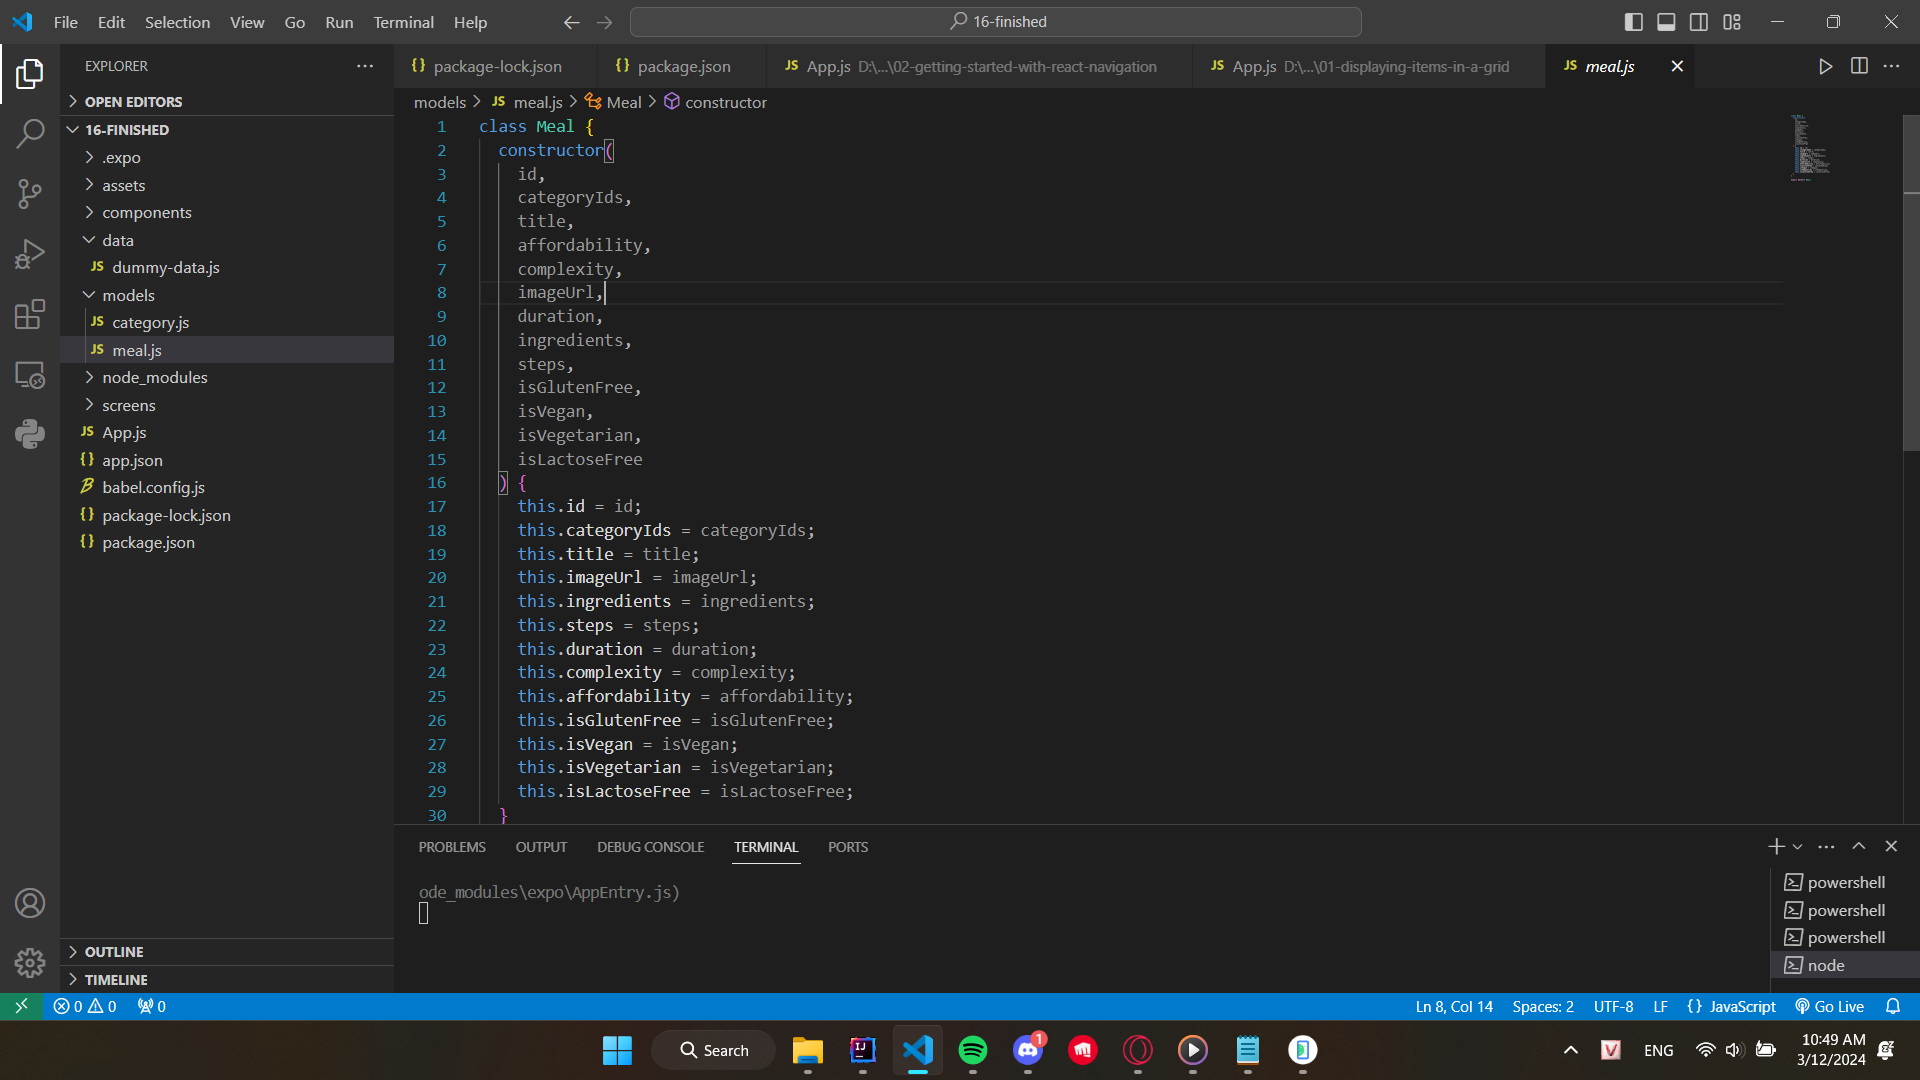 File Edit Selection View Go Run Terminal Help
16-finished
EXPLORER
OPEN EDITORS
16-FINISHED
.expo
assets
components
data
JS dummy-data.js
models
JS category.js
JS meal.js
node_modules
screens
JS App.js
{} app.json
babel.config.js
{} package-lock.json
{} package.json
OUTLINE
TIMELINE
{} package-lock.json {} package.json JS App.js D:\...\02-getting-started-with-react-navigation JS App.js D:\...\01-displaying-items-in-a-grid JS meal.js
models > JS meal.js > Meal > constructor
1 class Meal {
2 constructor(
3 id,
4 categoryIds,
5 title,
6 affordability,
7 complexity,
8 imageUrl,
9 duration,
10 ingredients,
11 steps,
12 isGlutenFree,
13 isVegan,
14 isVegetarian,
15 isLactoseFree
16 ) {
17 this.id = id;
18 this.categoryIds = categoryIds;
19 this.title = title;
20 this.imageUrl = imageUrl;
21 this.ingredients = ingredients;
22 this.steps = steps;
23 this.duration = duration;
24 this.complexity = complexity;
25 this.affordability = affordability;
26 this.isGlutenFree = isGlutenFree;
27 this.isVegan = isVegan;
28 this.isVegetarian = isVegetarian;
29 this.isLactoseFree = isLactoseFree;
30 }
PROBLEMS OUTPUT DEBUG CONSOLE TERMINAL PORTS
ode_modules\expo\AppEntry.js)
powershell
powershell
powershell
node
0 0 0 Ln 8, Col 14 Spaces: 2 UTF-8 LF {} JavaScript Go Live
Search
1
V
ENG
10:49 AM
3/12/2024